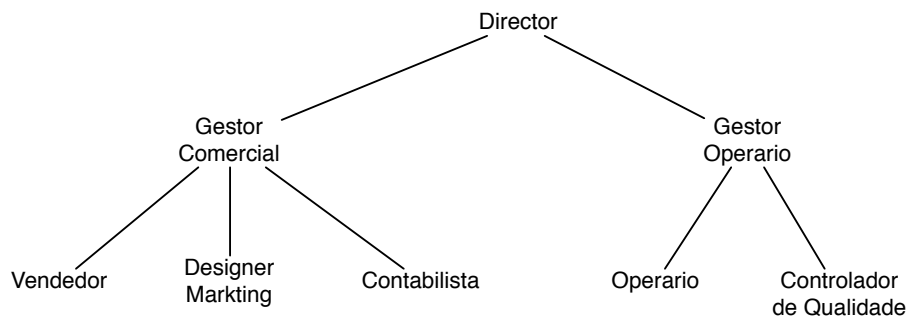 Director
Gestor
Comercial
Gestor
Operario
Vendedor
Designer
Markting
Contabilista
Operario
Controlador
de Qualidade